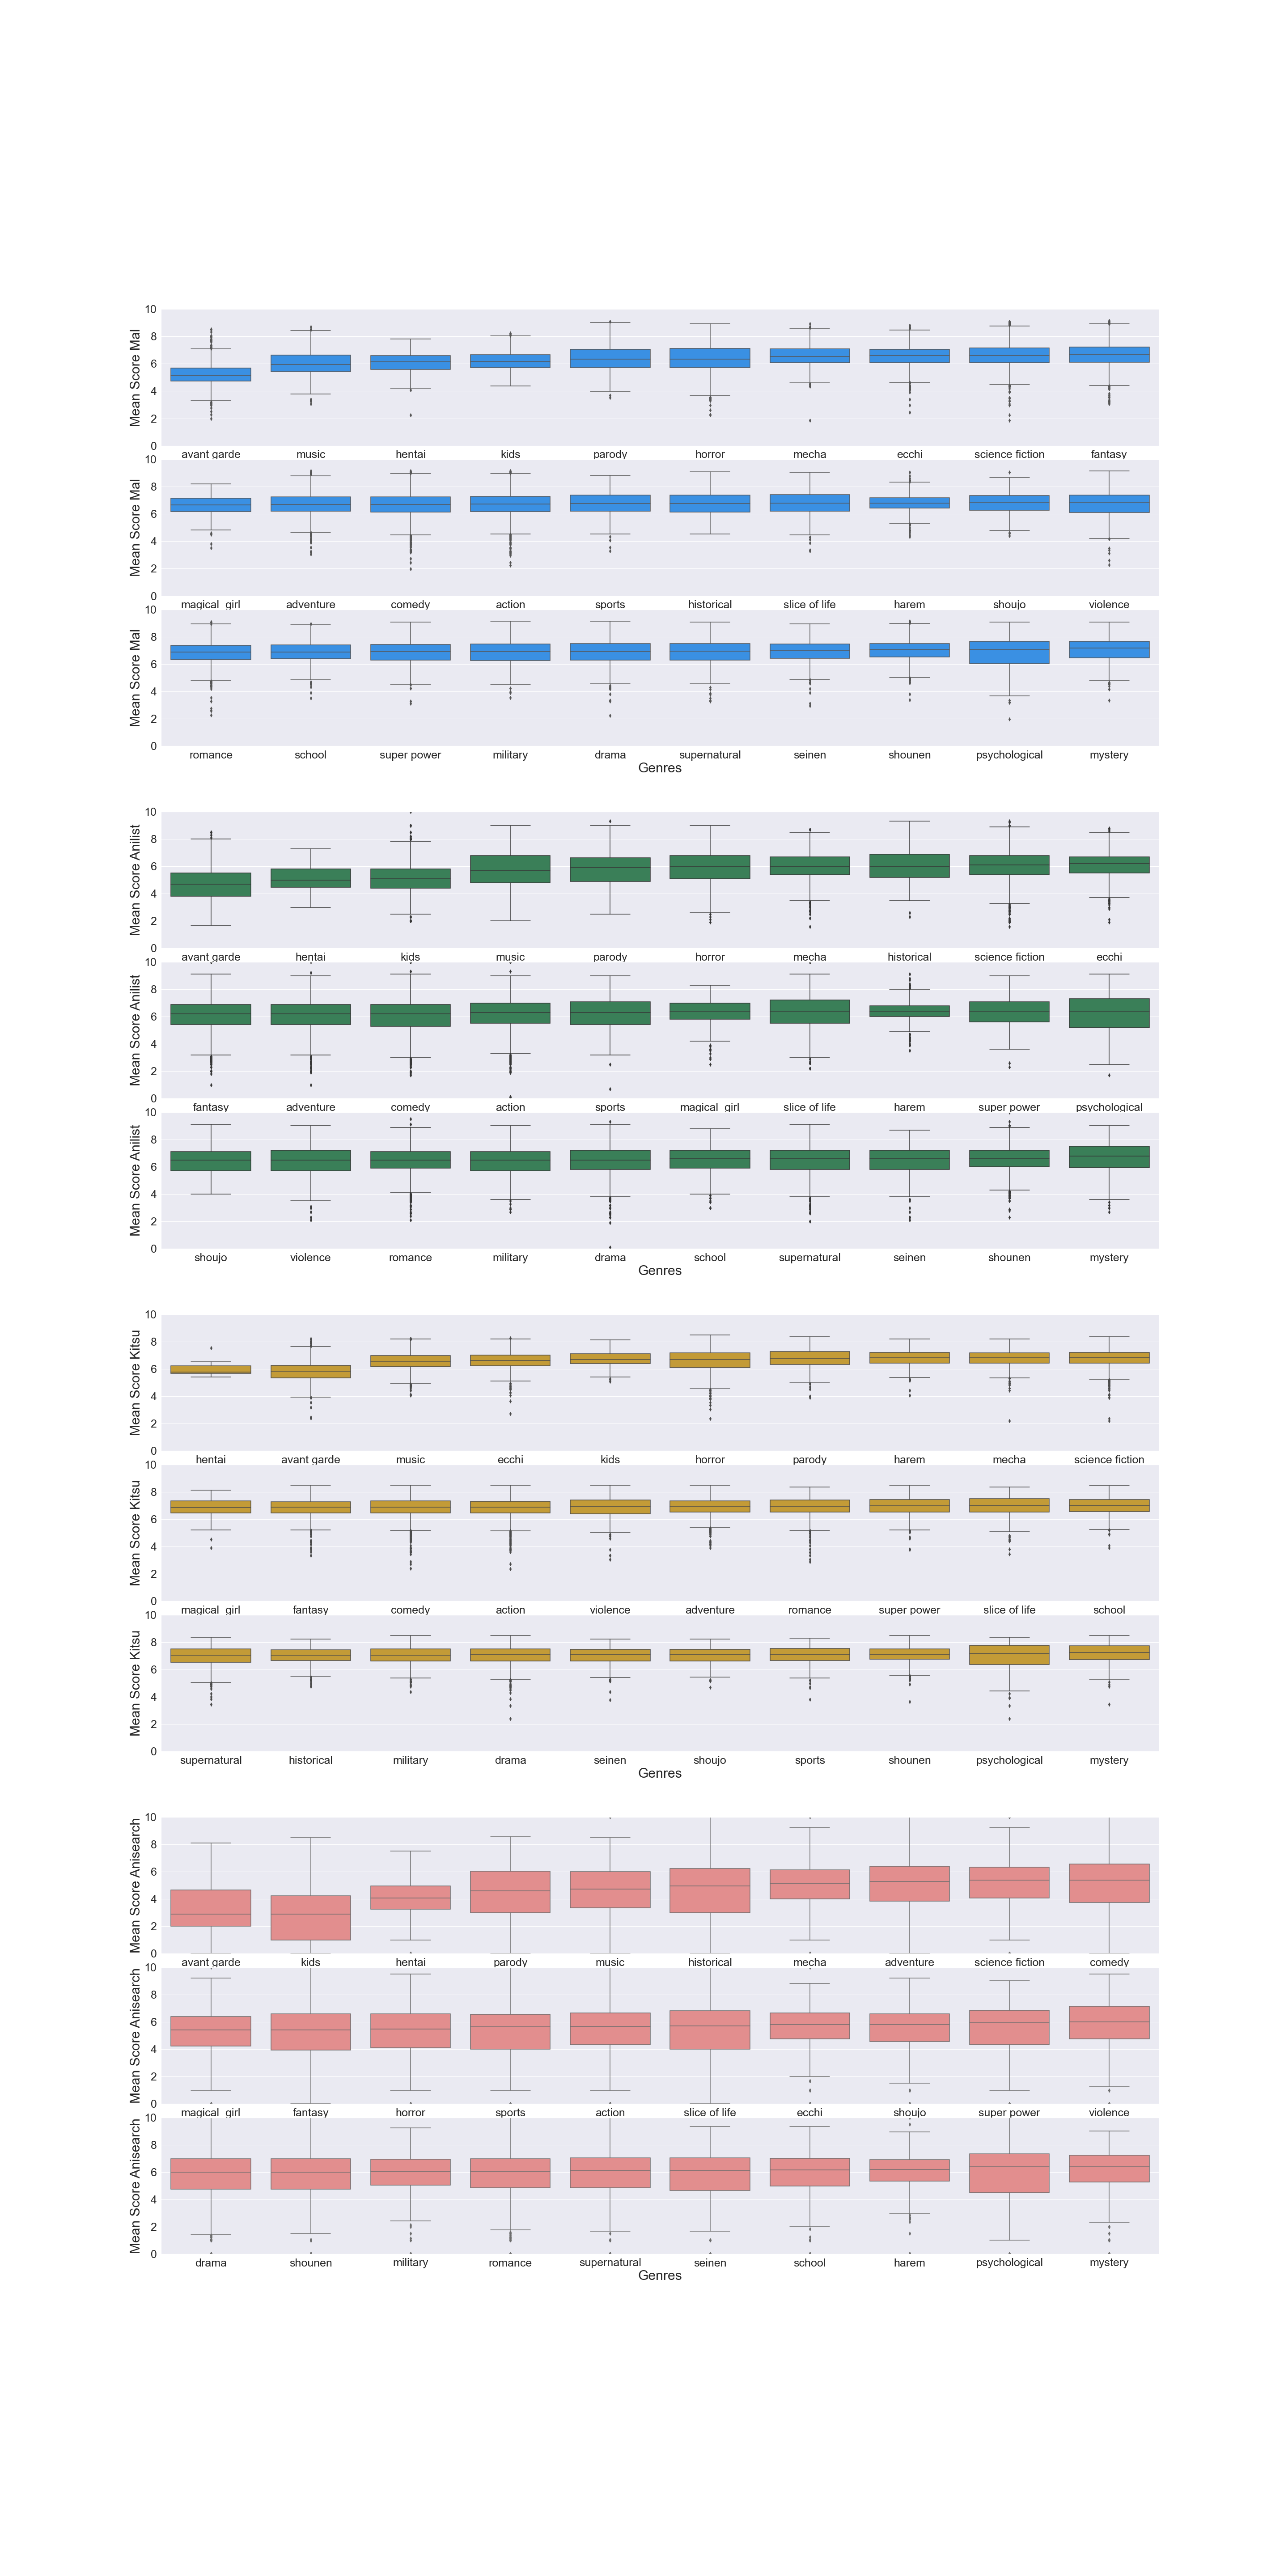 Mean Score Mal
10
8
6
4
2
0
avant garde music hentai kids parody horror mecha ecchi science fiction fantasy
Mean Score Mal
10
8
6
4
2
0
magical girl adventure comedy action sports historical slice of life harem shoujo violence
Mean Score Mal
10
8
6
4
2
0
romance school super power military drama supernatural seinen shounen psychological mystery
Genres
Mean Score Anilist
10
8
6
4
2
0
avant garde hentai kids music parody horror mecha historical science fiction ecchi
Mean Score Anilist
10
8
6
4
2
0
fantasy adventure comedy action sports magical girl slice of life harem super power psychological
Mean Score Anilist
10
8
6
4
2
0
shoujo violence romance military drama school supernatural seinen shounen mystery
Genres
Mean Score Kitsu
10
8
6
4
2
0
hentai avant garde music ecchi kids horror parody harem mecha science fiction
Mean Score Kitsu
10
8
6
4
2
0
magical girl fantasy comedy action violence adventure romance super power slice of life school
Mean Score Kitsu
10
8
6
4
2
0
supernatural historical military drama seinen shoujo sports shounen psychological mystery
Genres
Mean Score Anisearch
10
8
6
4
2
0
avant garde kids hentai parody music historical mecha adventure science fiction comedy
Mean Score Anisearch
10
8
6
4
2
0
magical girl fantasy horror sports action slice of life ecchi shoujo super power violence
Mean Score Anisearch
10
8
6
4
2
0
drama shounen military romance supernatural seinen school harem psychological mystery
Genres